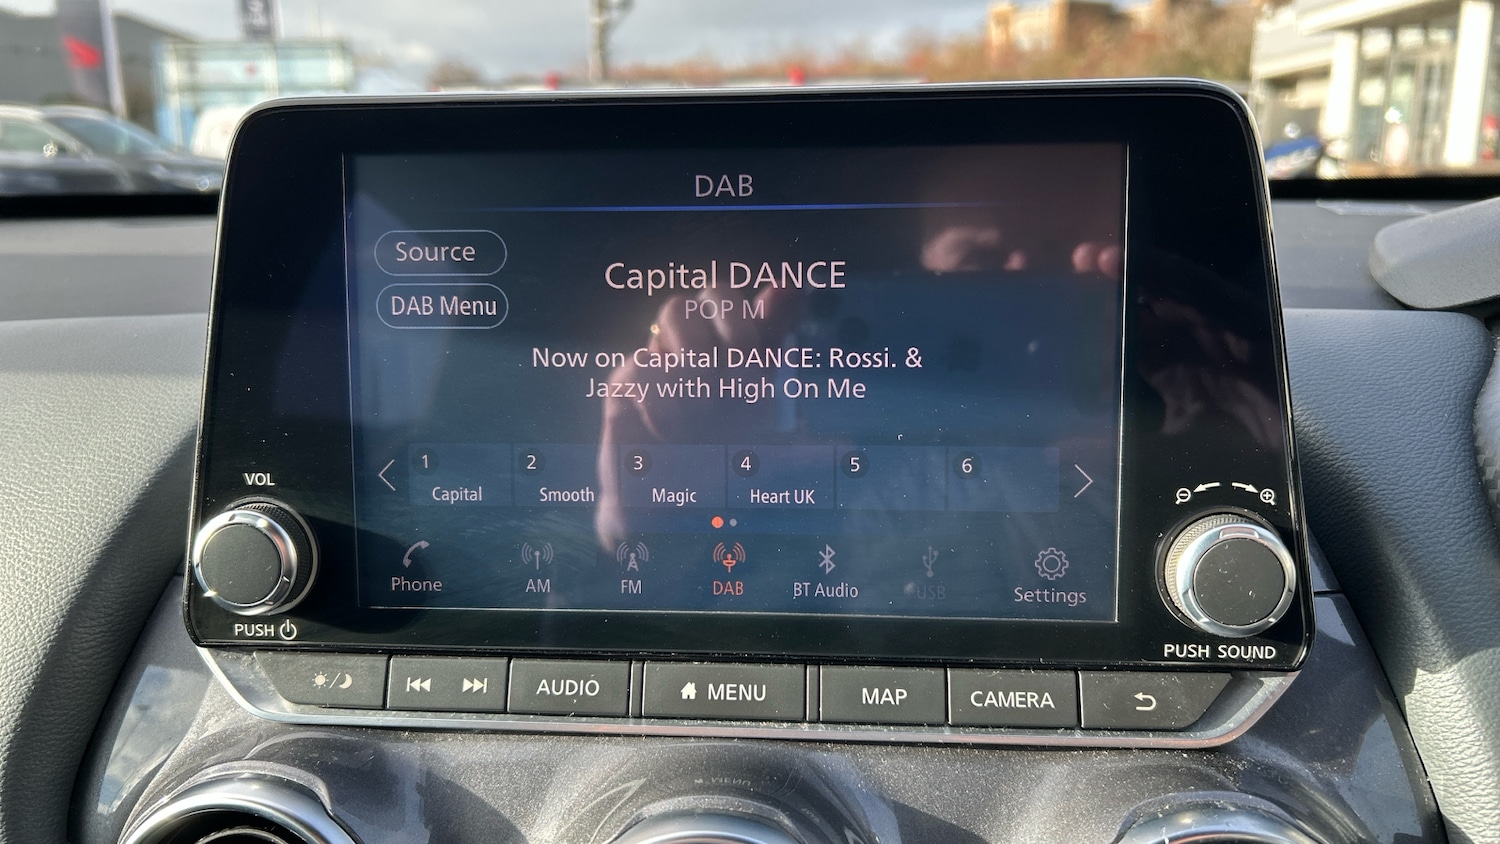 DAB
Source
Capital DANCE
DAB Menu
POP M
Now on Capital DANCE: Rossi. &
Jazzy with High On Me
1
2
3
4
5
6
Capital
Smooth
Magic
Heart UK
Phone
AM
FM
DAB
BT Audio
USB
Settings
VOL
PUSH
PUSH SOUND
AUDIO
MENU
MAP
CAMERA
MENU